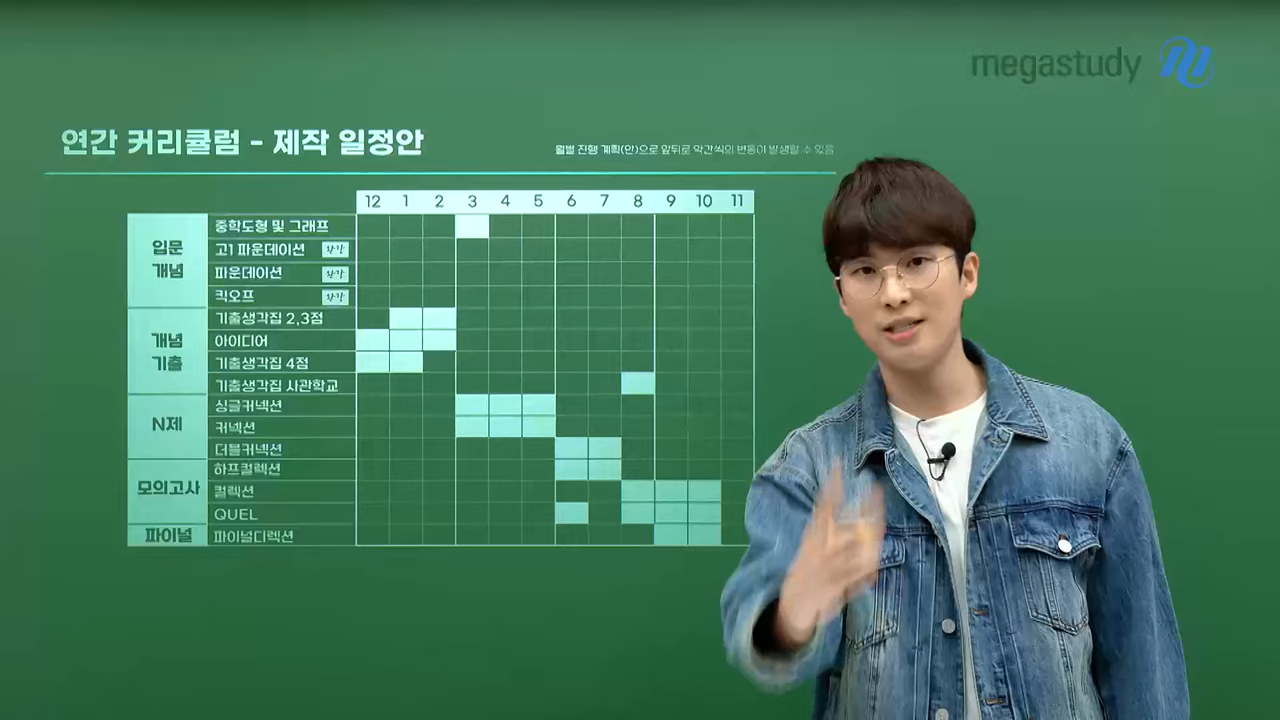 megastudy
연간 커리큘럼 - 제작 일정안
월별 진행 계획(안)으로 앞뒤로 약간씩의 변동이 발생할 수 있음
12 1 2 3 4 5 6 7 8 9 10 11
입문
개념
중학도형 및 그래프
고1 파운데이션 완강
파운데이션 완강
킥오프 완강
개념
기출
기출생각집 2,3점
아이디어
기출생각집 4점
기출생각집 사관학교
N제
싱글커넥션
커넥션
더블커넥션
모의고사
하프컬렉션
컬렉션
QUEL
파이널
파이널디렉션